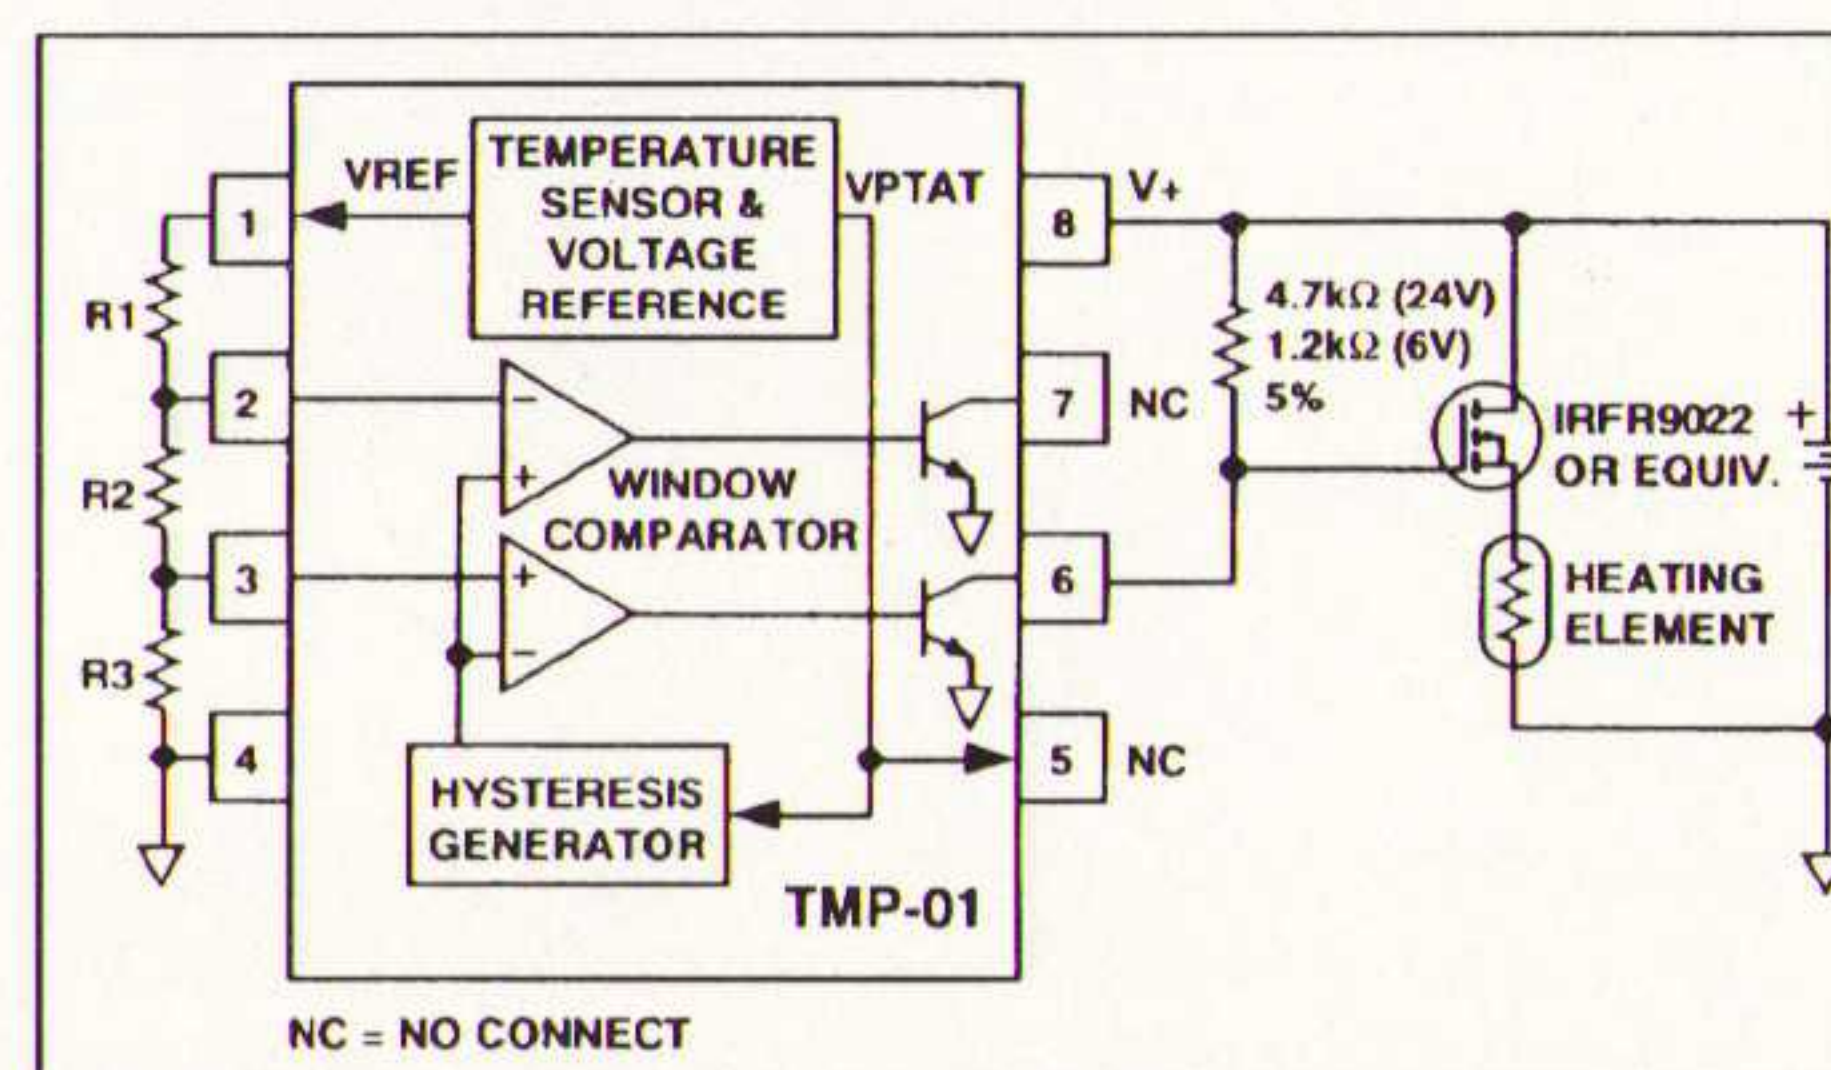 VREF
TEMPERATURE
SENSOR &
VOLTAGE
REFERENCE
VPTAT
V+
1
8
R1
4.7kΩ (24V)
1.2kΩ (6V)
5%
2
−
7
NC
IRFR9022
OR EQUIV.
+
R2
+
WINDOW
COMPARATOR
3
+
6
HEATING
ELEMENT
R3
−
4
5
NC
HYSTERESIS
GENERATOR
TMP-01
NC = NO CONNECT